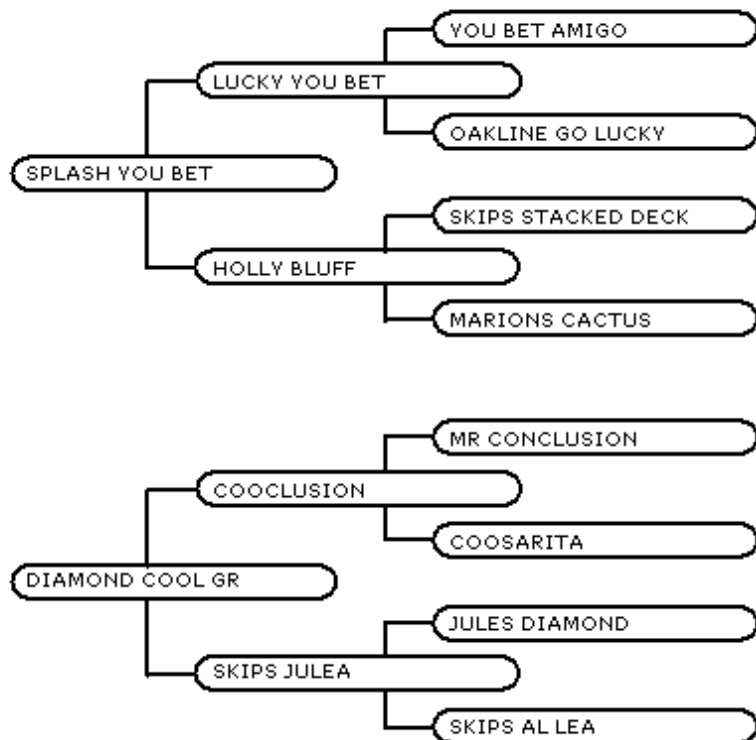 YOU BET AMIGO
LUCKY YOU BET
OAKLINE GO LUCKY
SPLASH YOU BET
SKIPS STACKED DECK
HOLLY BLUFF
MARIONS CACTUS
MR CONCLUSION
COOCLUSION
COOSARITA
DIAMOND COOL GR
JULES DIAMOND
SKIPS JULEA
SKIPS AL LEA